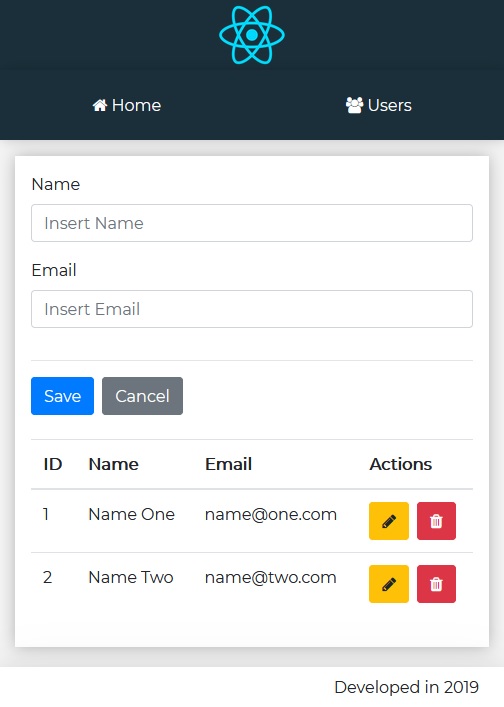 Home Users
Name
Insert Name
Email
Insert Email
Save Cancel
ID Name Email Actions
1 Name One name@one.com
2 Name Two name@two.com
Developed in 2019